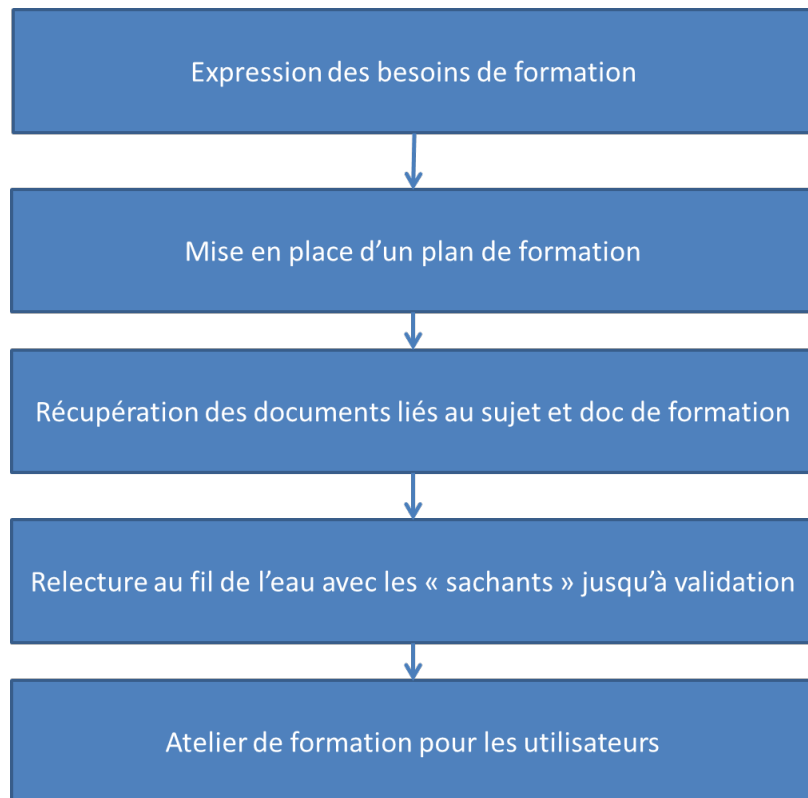 Expression des besoins de formation
Mise en place d’un plan de formation
Récupération des documents liés au sujet et doc de formation
Relecture au fil de l’eau avec les « sachants » jusqu’à validation
Atelier de formation pour les utilisateurs